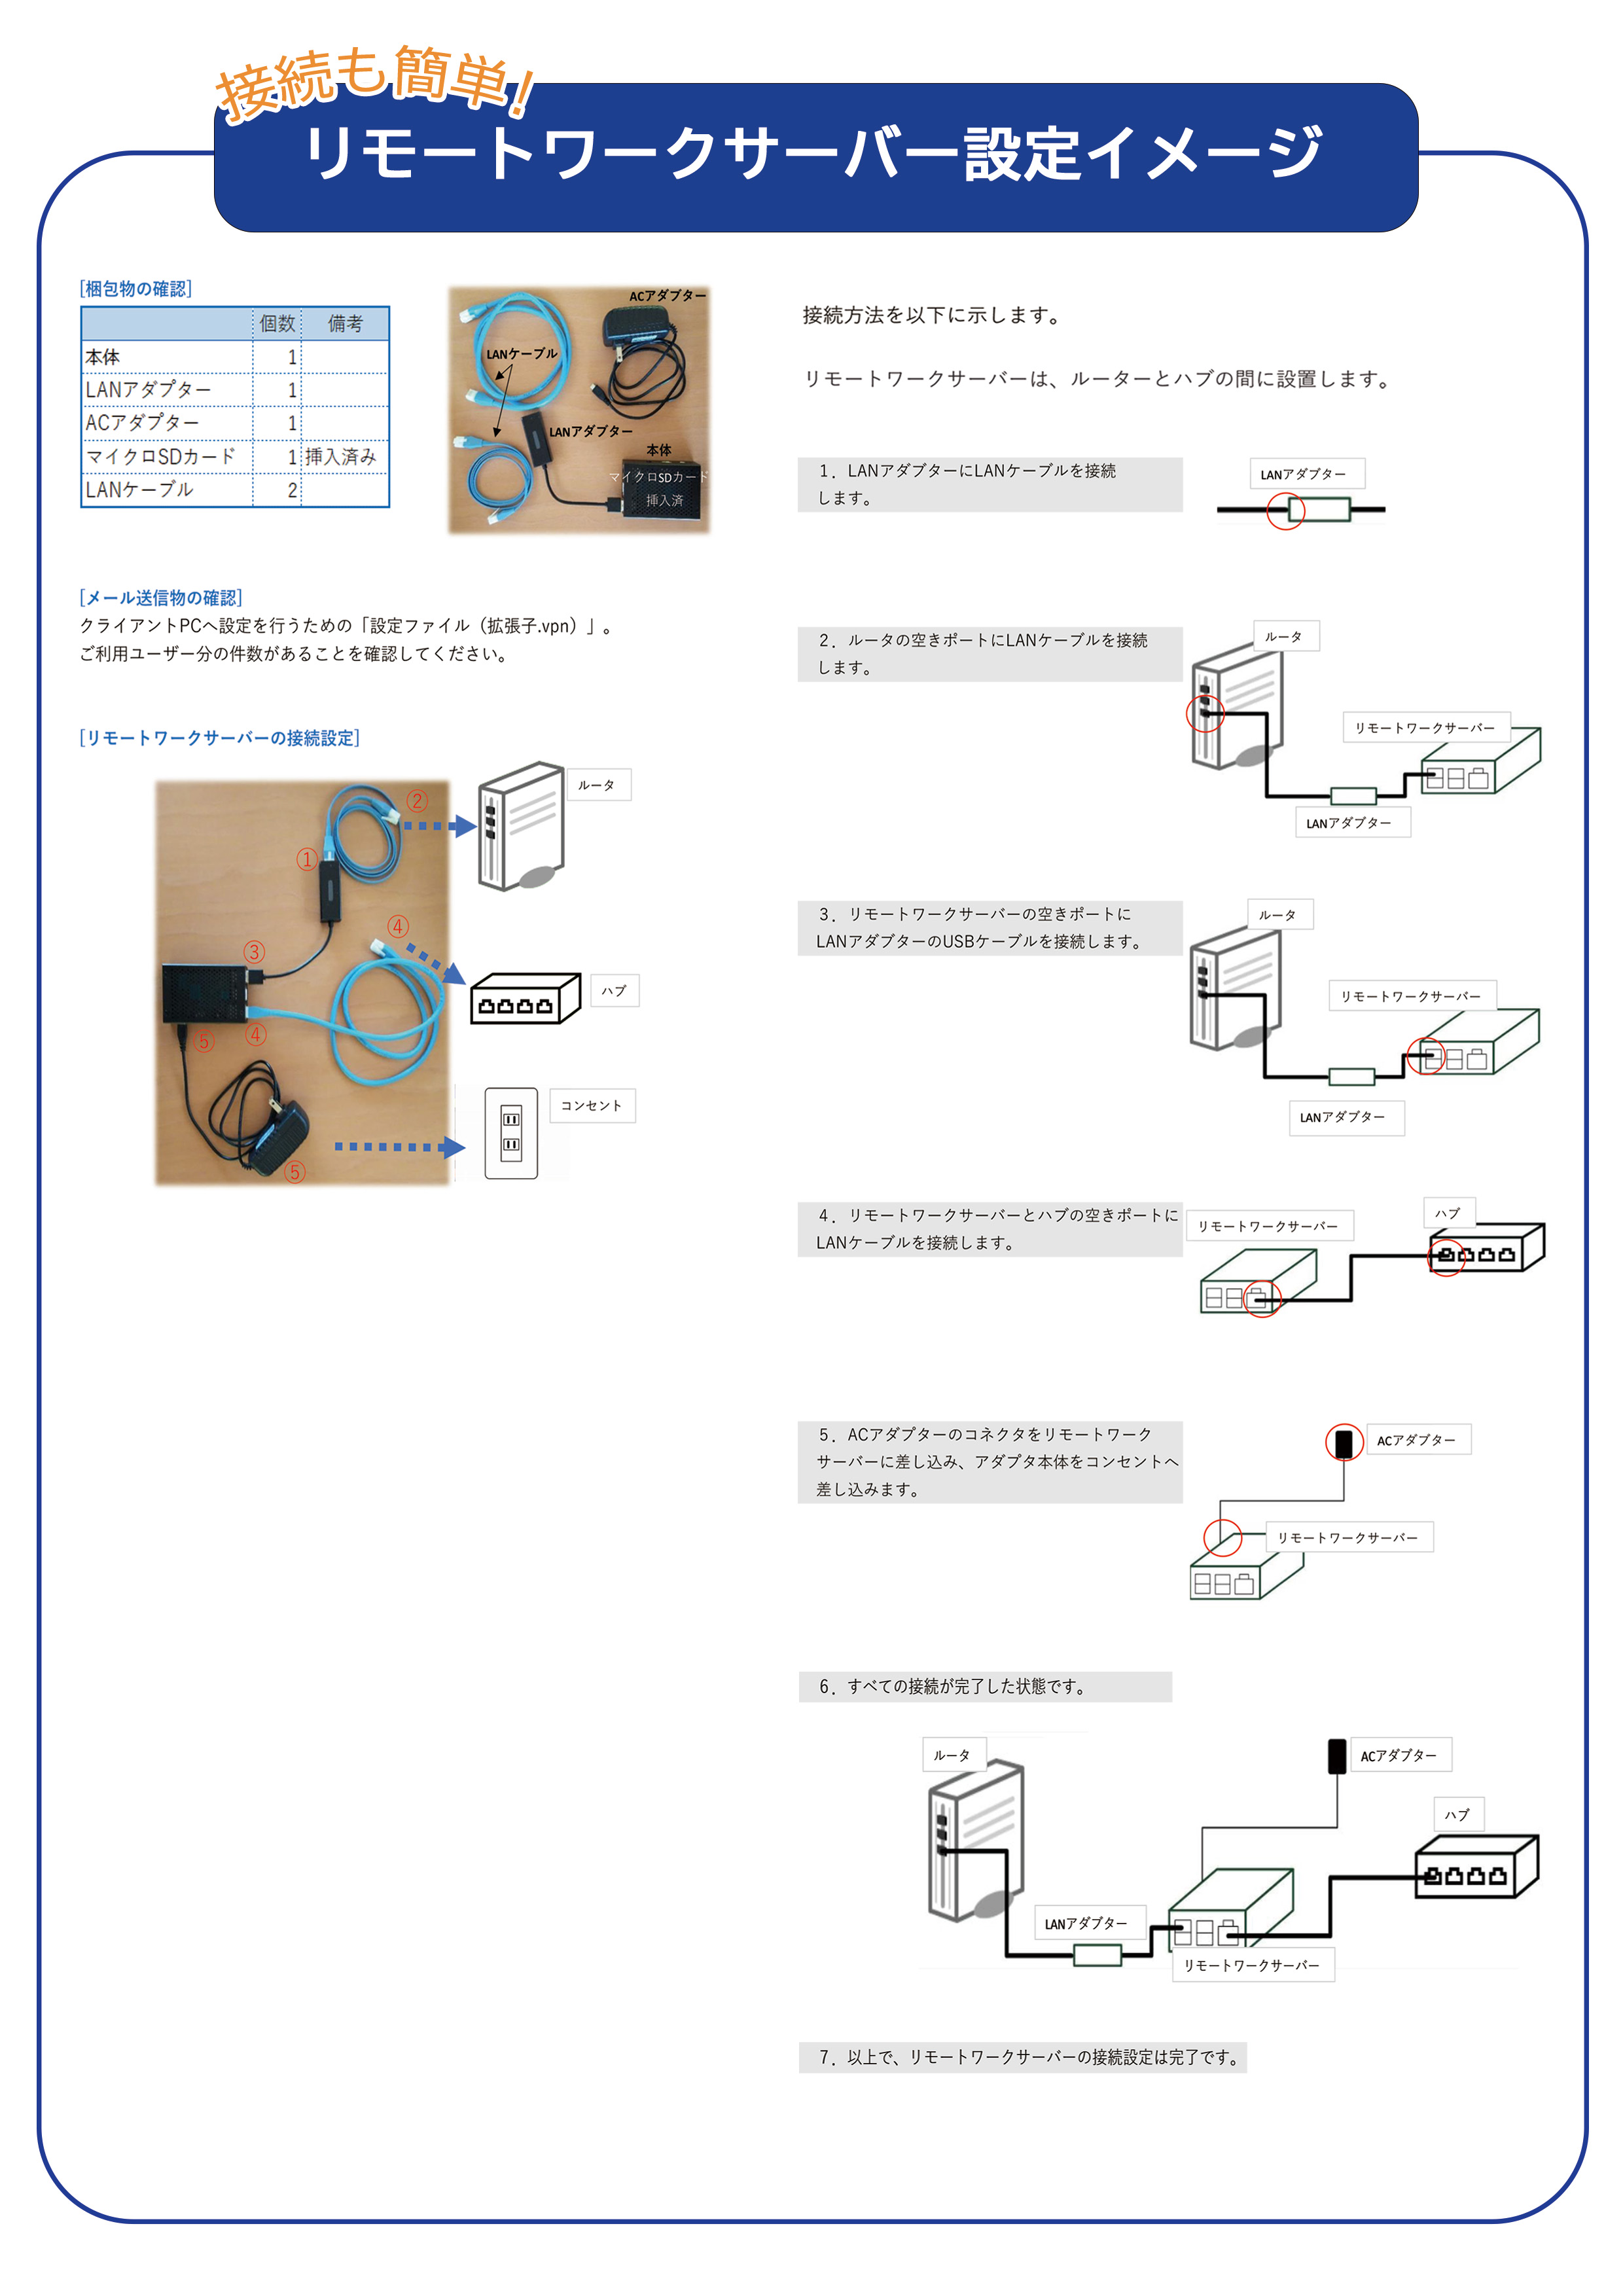 接続も簡単！
リモートワークサーバー設定イメージ
[梱包物の確認]
個数 備考
本体 1
LANアダプター 1
ACアダプター 1
マイクロSDカード 1 挿入済み
LANケーブル 2
ACアダプター
LANケーブル
LANアダプター
本体
マイクロSDカード
挿入済
[メール送信物の確認]
クライアントPCへ設定を行うための「設定ファイル（拡張子.vpn）」。
ご利用ユーザー分の件数があることを確認してください。
[リモートワークサーバーの接続設定]
②
ルータ
①
④
③
ハブ
⑤
④
コンセント
⑤
接続方法を以下に示します。
リモートワークサーバーは、ルーターとハブの間に設置します。
１．LANアダプターにLANケーブルを接続
します。
LANアダプター
２．ルータの空きポートにLANケーブルを接続
します。
ルータ
リモートワークサーバー
LANアダプター
３．リモートワークサーバーの空きポートに
LANアダプターのUSBケーブルを接続します。
ルータ
リモートワークサーバー
LANアダプター
４．リモートワークサーバーとハブの空きポートに
LANケーブルを接続します。
リモートワークサーバー
ハブ
５．ACアダプターのコネクタをリモートワーク
サーバーに差し込み、アダプタ本体をコンセントへ
差し込みます。
ACアダプター
リモートワークサーバー
６．すべての接続が完了した状態です。
ルータ
ACアダプター
ハブ
LANアダプター
リモートワークサーバー
７．以上で、リモートワークサーバーの接続設定は完了です。